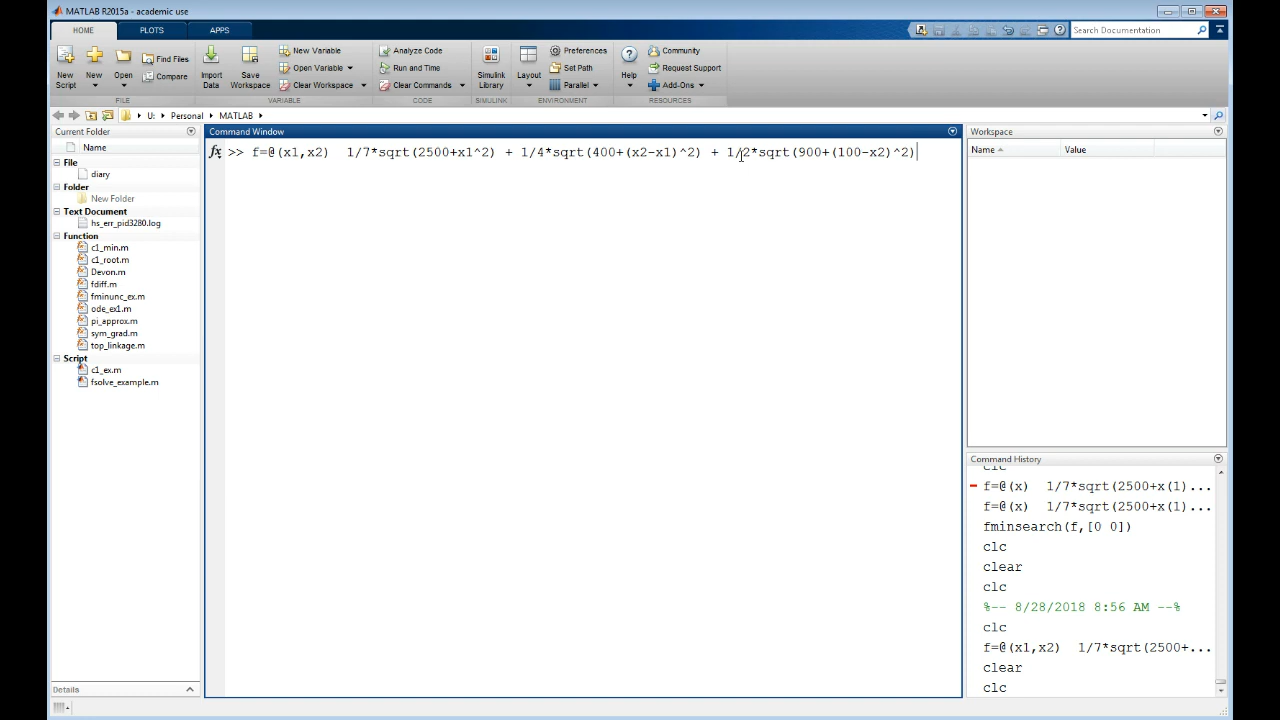 MATLAB R2015a - academic use
HOME PLOTS APPS
Search Documentation
New Script
New
Open
Find Files
Compare
Import Data
Save Workspace
New Variable
Open Variable
Clear Workspace
Analyze Code
Run and Time
Clear Commands
Simulink Library
Layout
Preferences
Set Path
Parallel
Help
Community
Request Support
Add-Ons
FILE VARIABLE CODE SIMULINK ENVIRONMENT RESOURCES
U: Personal MATLAB
Current Folder
Name
File
diary
Folder
New Folder
Text Document
hs_err_pid3280.log
Function
c1_min.m
c1_root.m
Devon.m
fdiff.m
fminunc_ex.m
ode_ex1.m
pi_approx.m
sym_grad.m
top_linkage.m
Script
c1_ex.m
fsolve_example.m
Details
Command Window
fx >> f=@(x1,x2)  1/7*sqrt(2500+x1^2) + 1/4*sqrt(400+(x2-x1)^2) + 1/2*sqrt(900+(100-x2)^2)
Workspace
Name Value
Command History
clc
f=@(x)  1/7*sqrt(2500+x(1)...
f=@(x)  1/7*sqrt(2500+x(1)...
fminsearch(f,[0 0])
clc
clear
clc
%-- 8/28/2018 8:56 AM --%
clc
f=@(x1,x2)  1/7*sqrt(2500+...
clear
clc